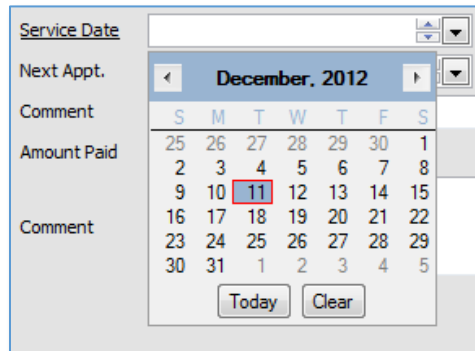 Service Date
Next Appt.
December, 2012
Comment
S M T W T F S
Amount Paid
25 26 27 28 29 30 1
2 3 4 5 6 7 8
9 10 11 12 13 14 15
Comment
16 17 18 19 20 21 22
23 24 25 26 27 28 29
30 31 1 2 3 4 5
Today Clear